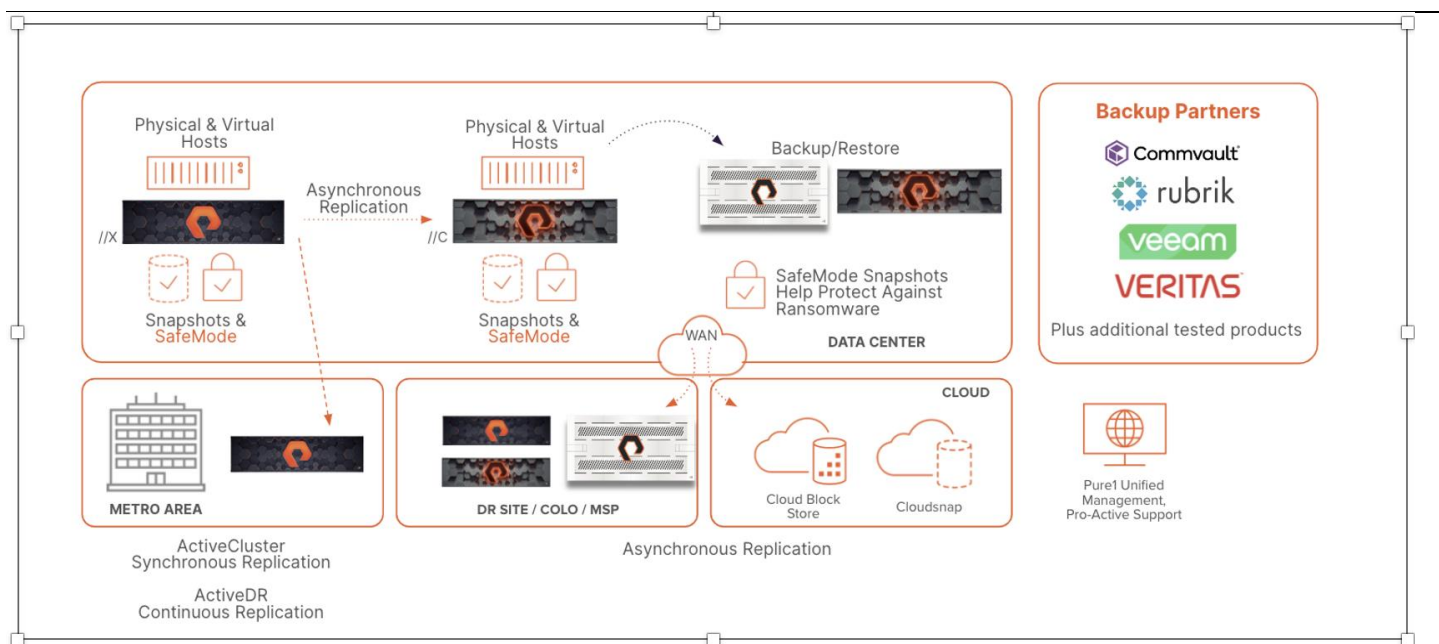 Physical & Virtual
Hosts
//X
Snapshots &
SafeMode
Asynchronous
Replication
Physical & Virtual
Hosts
//C
Snapshots &
SafeMode
Backup/Restore
SafeMode Snapshots
Help Protect Against
Ransomware
WAN
DATA CENTER
Backup Partners
Commvault
rubrik
veeam
VERITAS
Plus additional tested products
METRO AREA
ActiveCluster
Synchronous Replication
ActiveDR
Continuous Replication
DR SITE / COLO / MSP
CLOUD
Cloud Block
Store
Cloudsnap
Asynchronous Replication
Pure1 Unified
Management,
Pro-Active Support